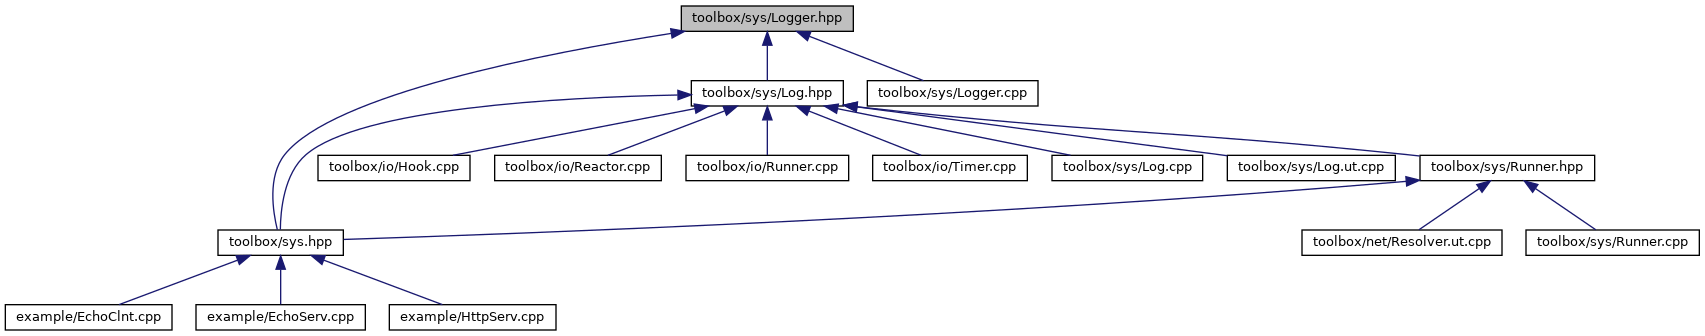 toolbox/sys/Logger.hpp
toolbox/sys/Log.hpp
toolbox/sys/Logger.cpp
toolbox/io/Hook.cpp
toolbox/io/Reactor.cpp
toolbox/io/Runner.cpp
toolbox/io/Timer.cpp
toolbox/sys/Log.cpp
toolbox/sys/Log.ut.cpp
toolbox/sys/Runner.hpp
toolbox/sys.hpp
toolbox/net/Resolver.ut.cpp
toolbox/sys/Runner.cpp
example/EchoClnt.cpp
example/EchoServ.cpp
example/HttpServ.cpp